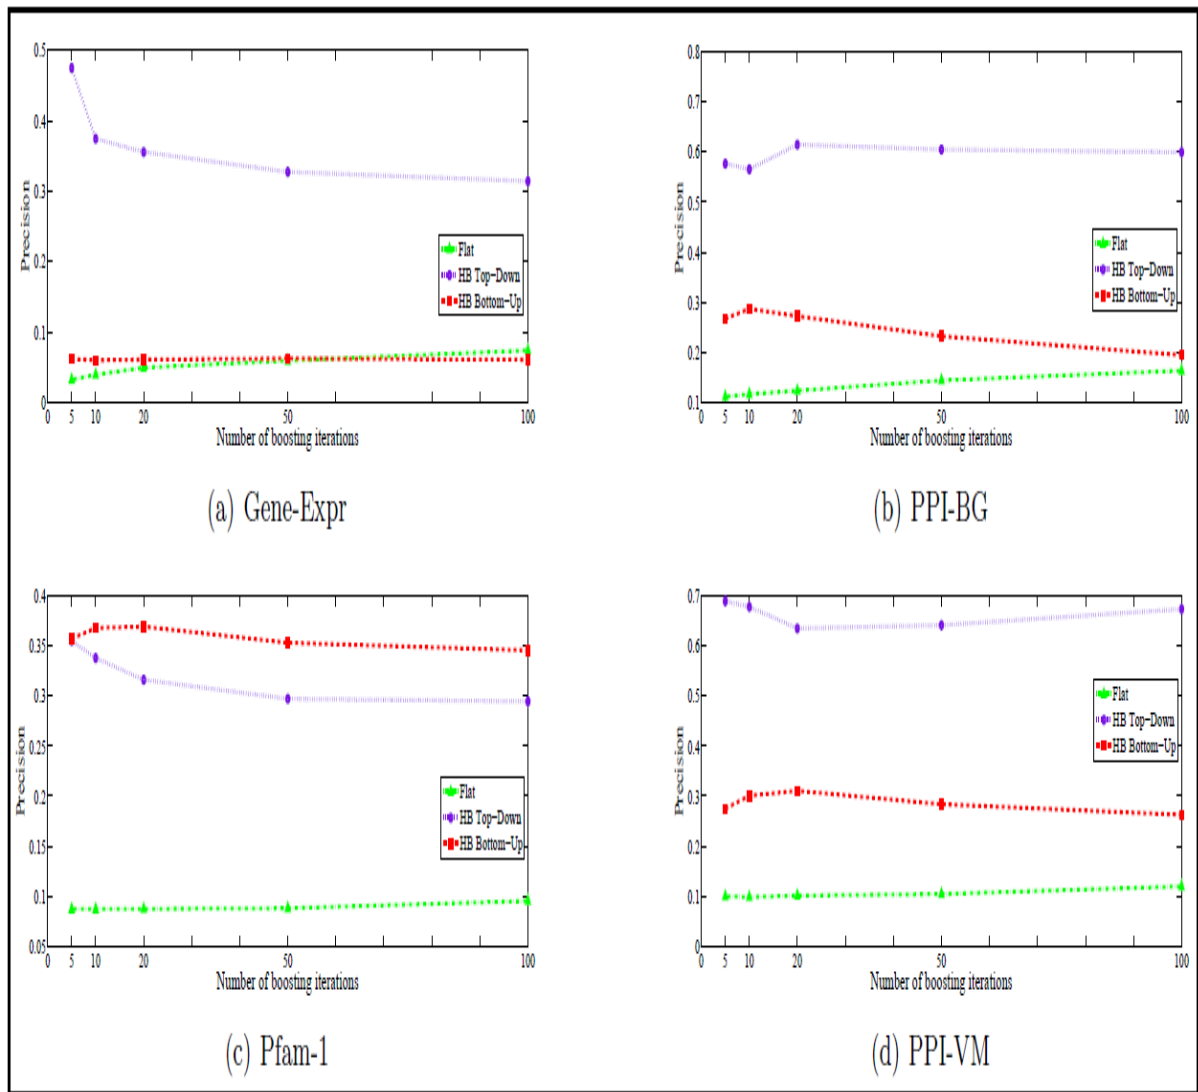 0.5
0.4
0.3
0.2
0.1
0
Precision
Flat
HB Top-Down
HB Bottom-Up
0 5 10 20 50 100
Number of boosting iterations
(a) Gene-Expr
0.8
0.7
0.6
0.5
0.4
0.3
0.2
0.1
Precision
Flat
HB Top-Down
HB Bottom-Up
0 5 10 20 50 100
Number of boosting iterations
(b) PPI-BG
0.4
0.35
0.3
0.25
0.2
0.15
0.1
0.05
Precision
Flat
HB Top-Down
HB Bottom-Up
0 5 10 20 50 100
Number of boosting iterations
(c) Pfam-1
0.7
0.6
0.5
0.4
0.3
0.2
0.1
0
Precision
Flat
HB Top-Down
HB Bottom-Up
0 5 10 20 50 100
Number of boosting iterations
(d) PPI-VM